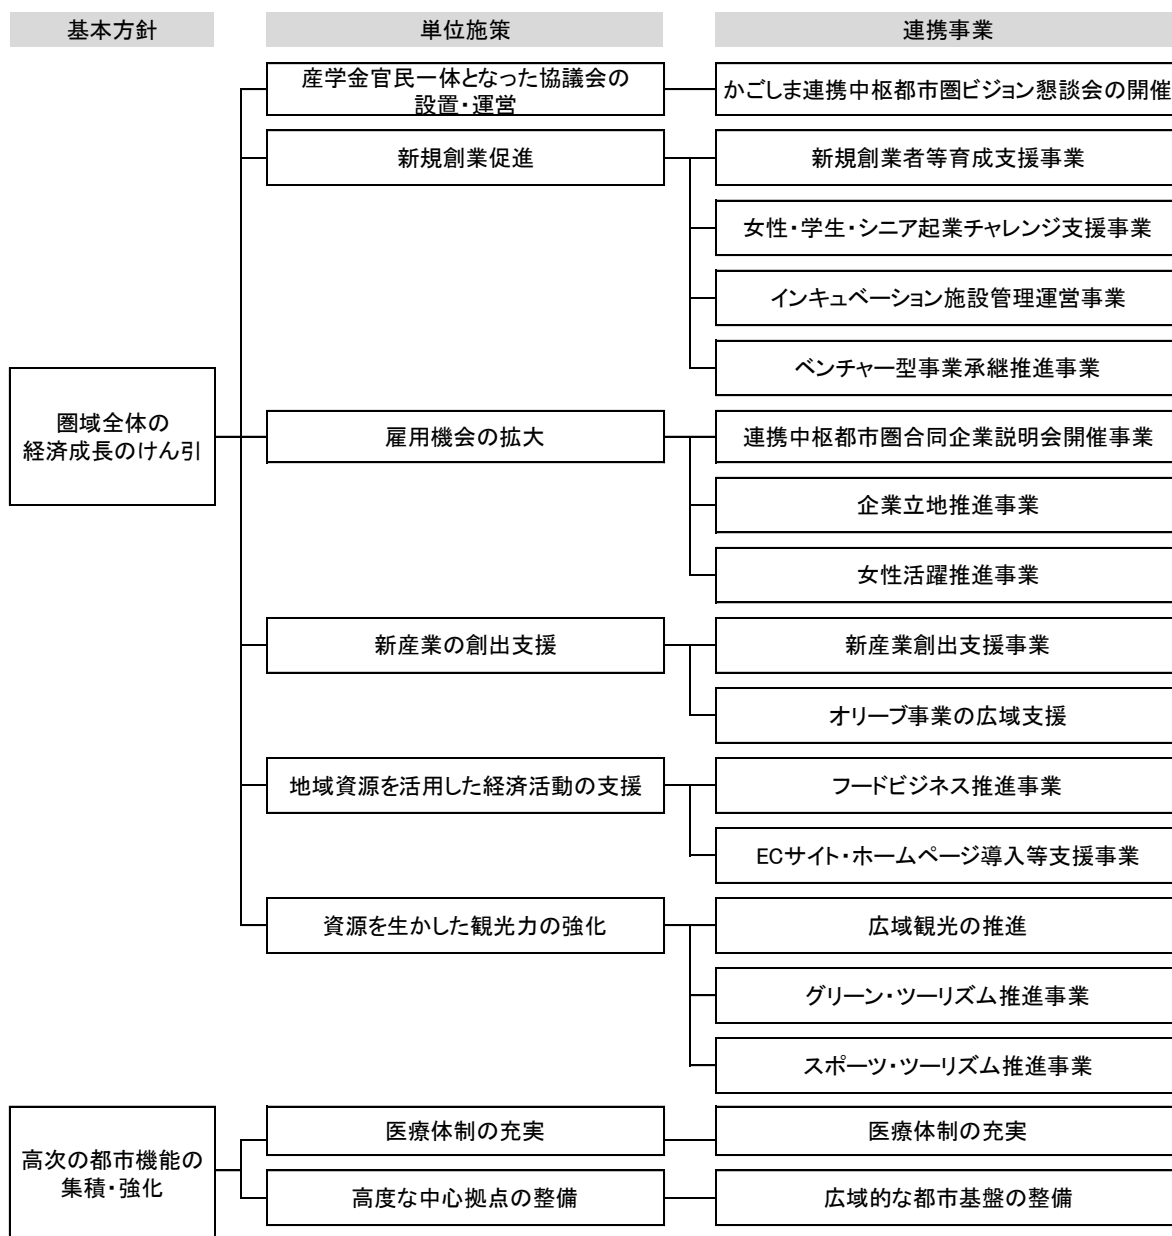 基本方針
単位施策
連携事業
産学金官民一体となった協議会の
設置・運営
かごしま連携中枢都市圏ビジョン懇談会の開催
新規創業促進
新規創業者等育成支援事業
女性・学生・シニア起業チャレンジ支援事業
インキュベーション施設管理運営事業
ベンチャー型事業承継推進事業
圏域全体の
経済成長のけん引
雇用機会の拡大
連携中枢都市圏合同企業説明会開催事業
企業立地推進事業
女性活躍推進事業
新産業の創出支援
新産業創出支援事業
オリーブ事業の広域支援
地域資源を活用した経済活動の支援
フードビジネス推進事業
ECサイト・ホームページ導入等支援事業
資源を生かした観光力の強化
広域観光の推進
グリーン・ツーリズム推進事業
スポーツ・ツーリズム推進事業
高次の都市機能の
集積・強化
医療体制の充実
医療体制の充実
高度な中心拠点の整備
広域的な都市基盤の整備